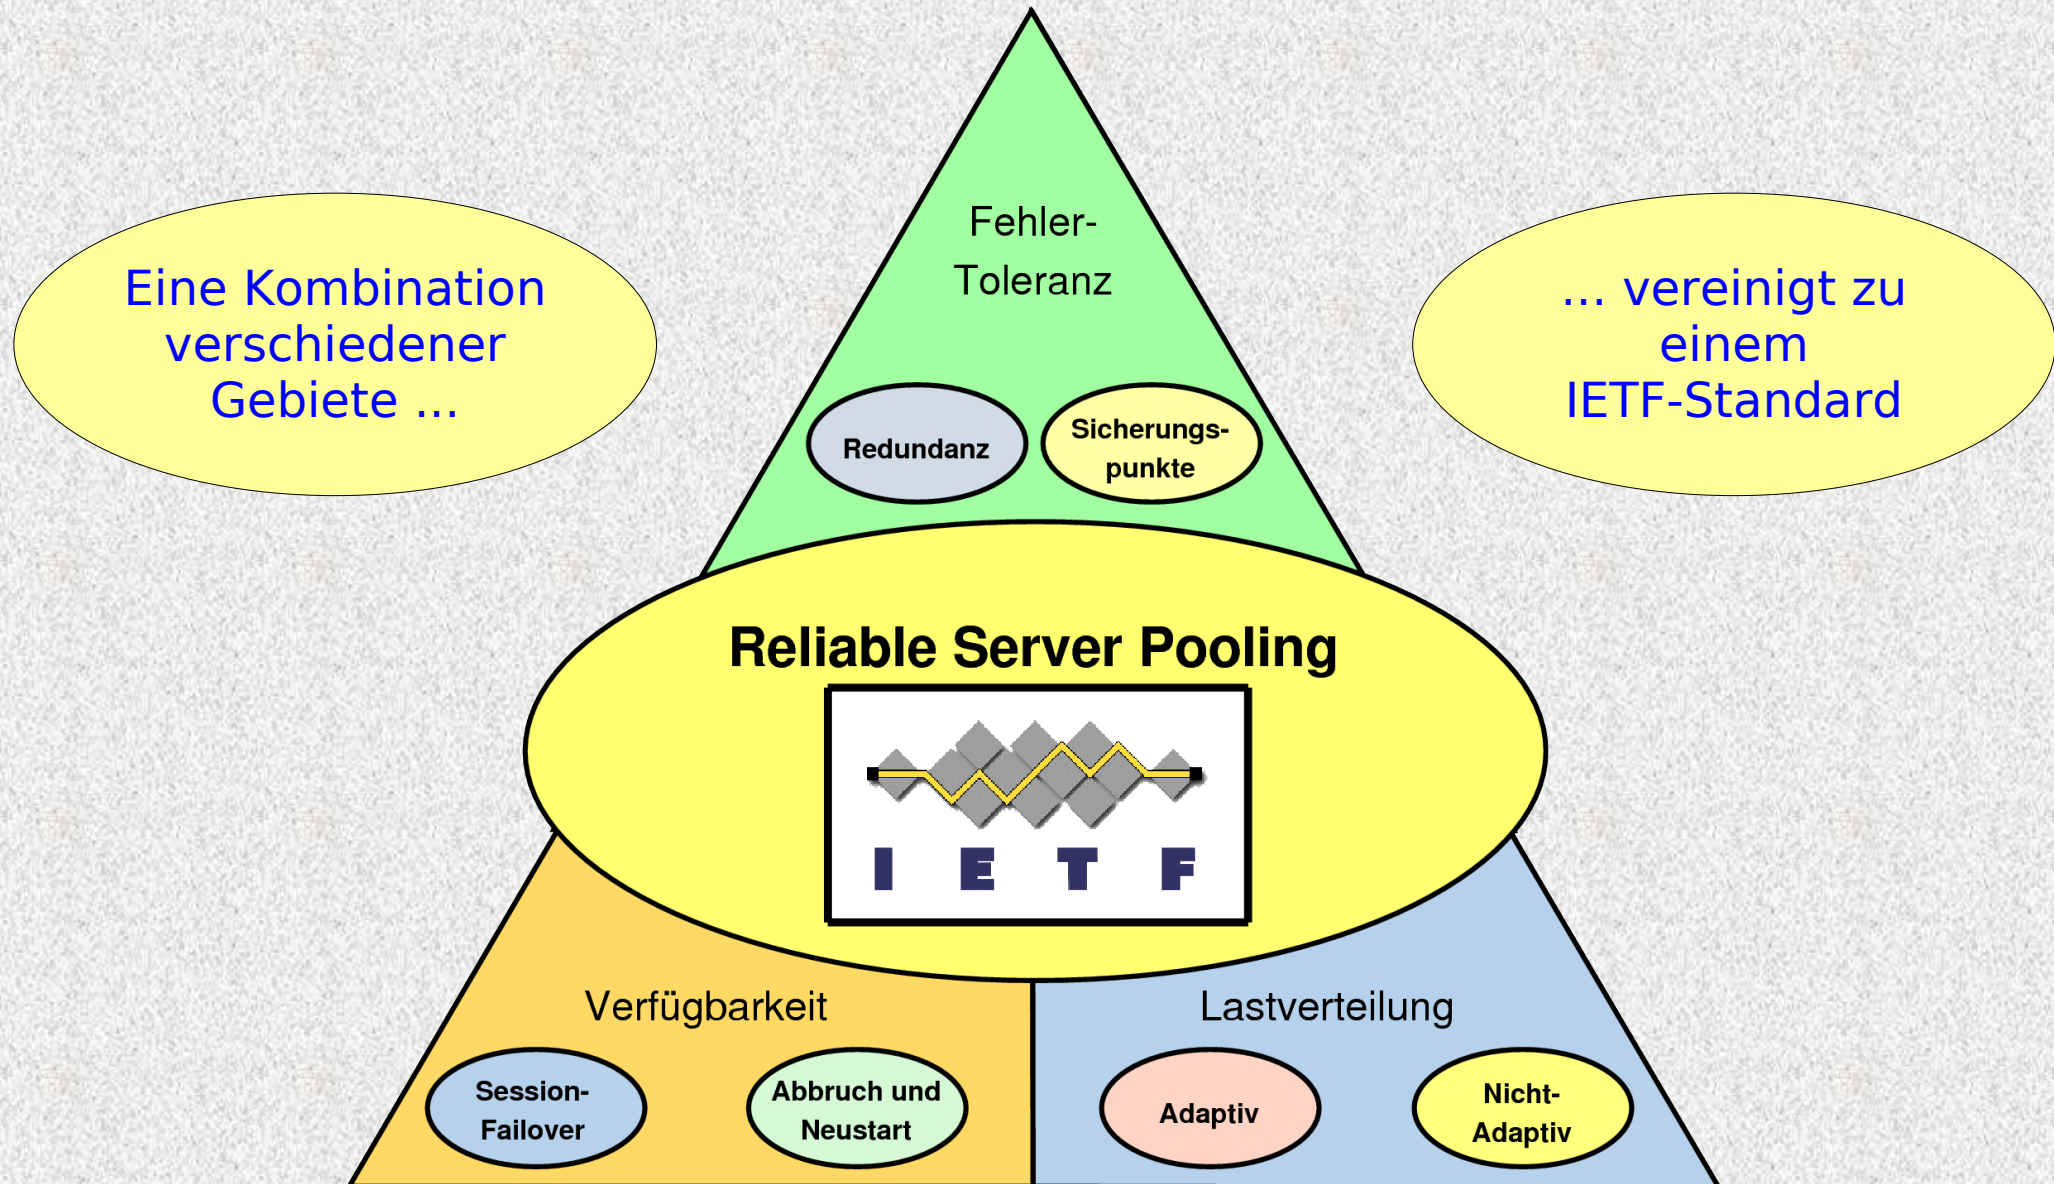 Fehler-
Toleranz
Eine Kombination
verschiedener
Gebiete ...
... vereinigt zu
einem
IETF-Standard
Redundanz
Sicherungs-
punkte
Reliable Server Pooling
I E T F
Verfügbarkeit
Lastverteilung
Session-
Failover
Abbruch und
Neustart
Adaptiv
Nicht-
Adaptiv